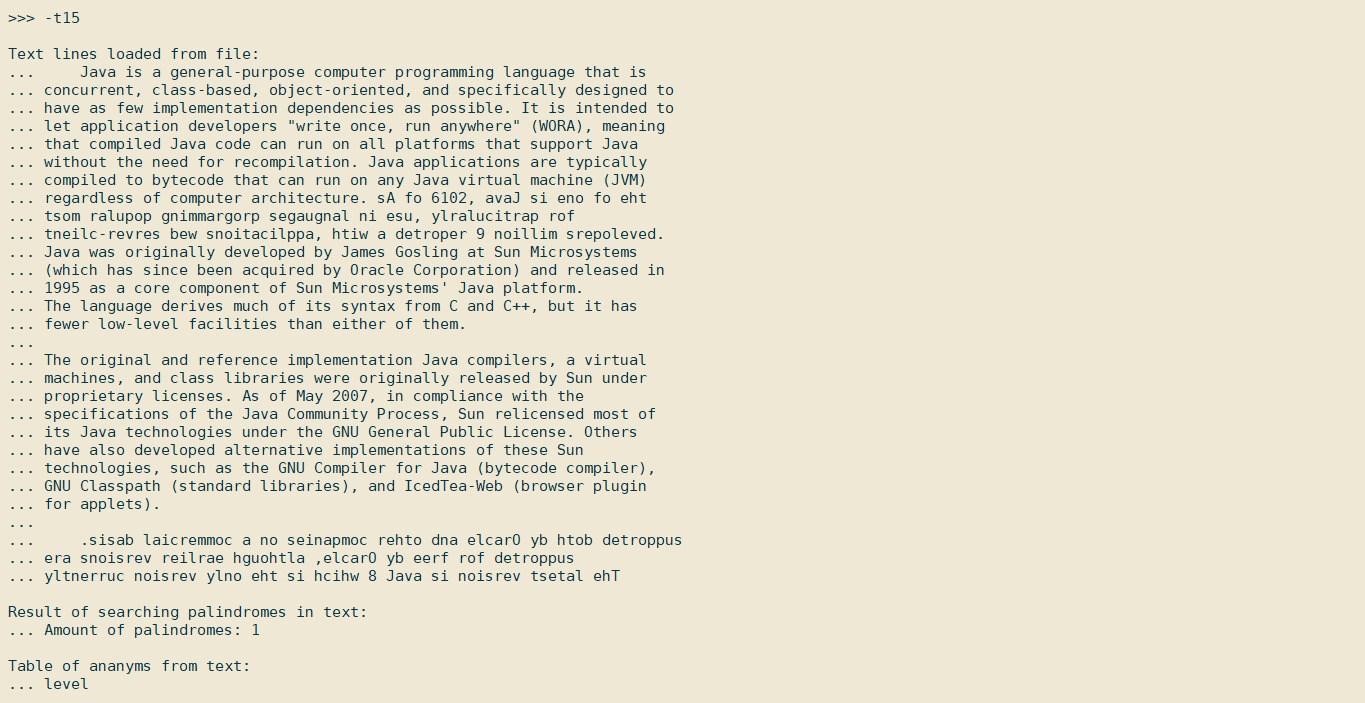 >>> -t15
Text lines loaded from file:
...     Java is a general-purpose computer programming language that is
... concurrent, class-based, object-oriented, and specifically designed to
... have as few implementation dependencies as possible. It is intended to
... let application developers "write once, run anywhere" (WORA), meaning
... that compiled Java code can run on all platforms that support Java
... without the need for recompilation. Java applications are typically
... compiled to bytecode that can run on any Java virtual machine (JVM)
... regardless of computer architecture. sA fo 6102, avaJ si eno fo eht
... tsom ralupop gnimmargorp segaugnal ni esu, ylralucitrap rof
... tneilc-revres bew snoitacilppa, htiw a detroper 9 noillim srepoleved.
... Java was originally developed by James Gosling at Sun Microsystems
... (which has since been acquired by Oracle Corporation) and released in
... 1995 as a core component of Sun Microsystems' Java platform.
... The language derives much of its syntax from C and C++, but it has
... fewer low-level facilities than either of them.
...
... The original and reference implementation Java compilers, a virtual
... machines, and class libraries were originally released by Sun under
... proprietary licenses. As of May 2007, in compliance with the
... specifications of the Java Community Process, Sun relicensed most of
... its Java technologies under the GNU General Public License. Others
... have also developed alternative implementations of these Sun
... technologies, such as the GNU Compiler for Java (bytecode compiler),
... GNU Classpath (standard libraries), and IcedTea-Web (browser plugin
... for applets).
...
...     .sisab laicremmoc a no seinapmoc rehto dna elcarO yb htob detroppus
... era snoisrev reilrae hguohtla ,elcarO yb eerf rof detroppus
... yltnerruc noisrev ylno eht si hcihw 8 Java si noisrev tsetal ehT
Result of searching palindromes in text:
... Amount of palindromes: 1
Table of ananyms from text:
... level